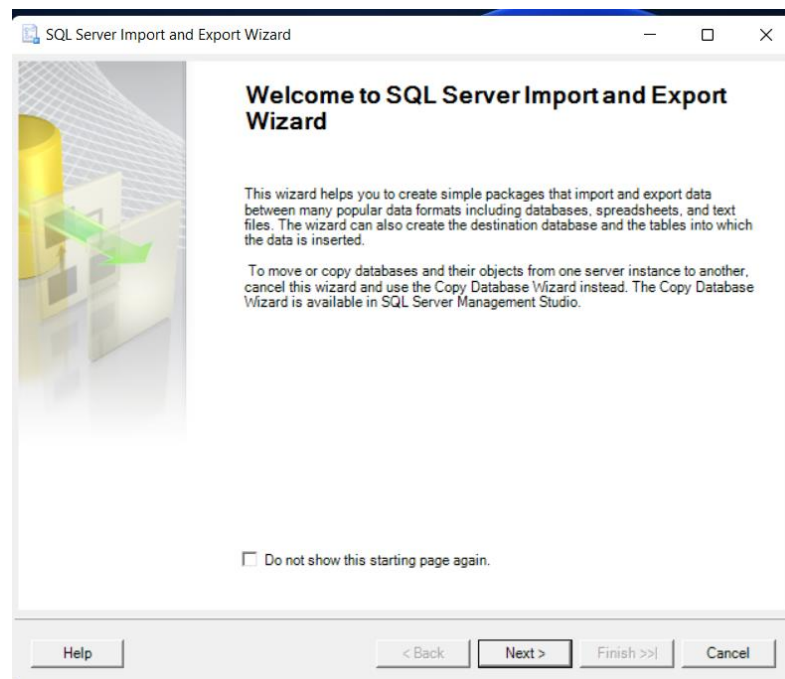 SQL Server Import and Export Wizard
Welcome to SQL Server Import and Export
Wizard
This wizard helps you to create simple packages that import and export data
between many popular data formats including databases, spreadsheets, and text
files. The wizard can also create the destination database and the tables into which
the data is inserted.
To move or copy databases and their objects from one server instance to another,
cancel this wizard and use the Copy Database Wizard instead. The Copy Database
Wizard is available in SQL Server Management Studio.
Do not show this starting page again.
Help
< Back
Next >
Finish >>|
Cancel